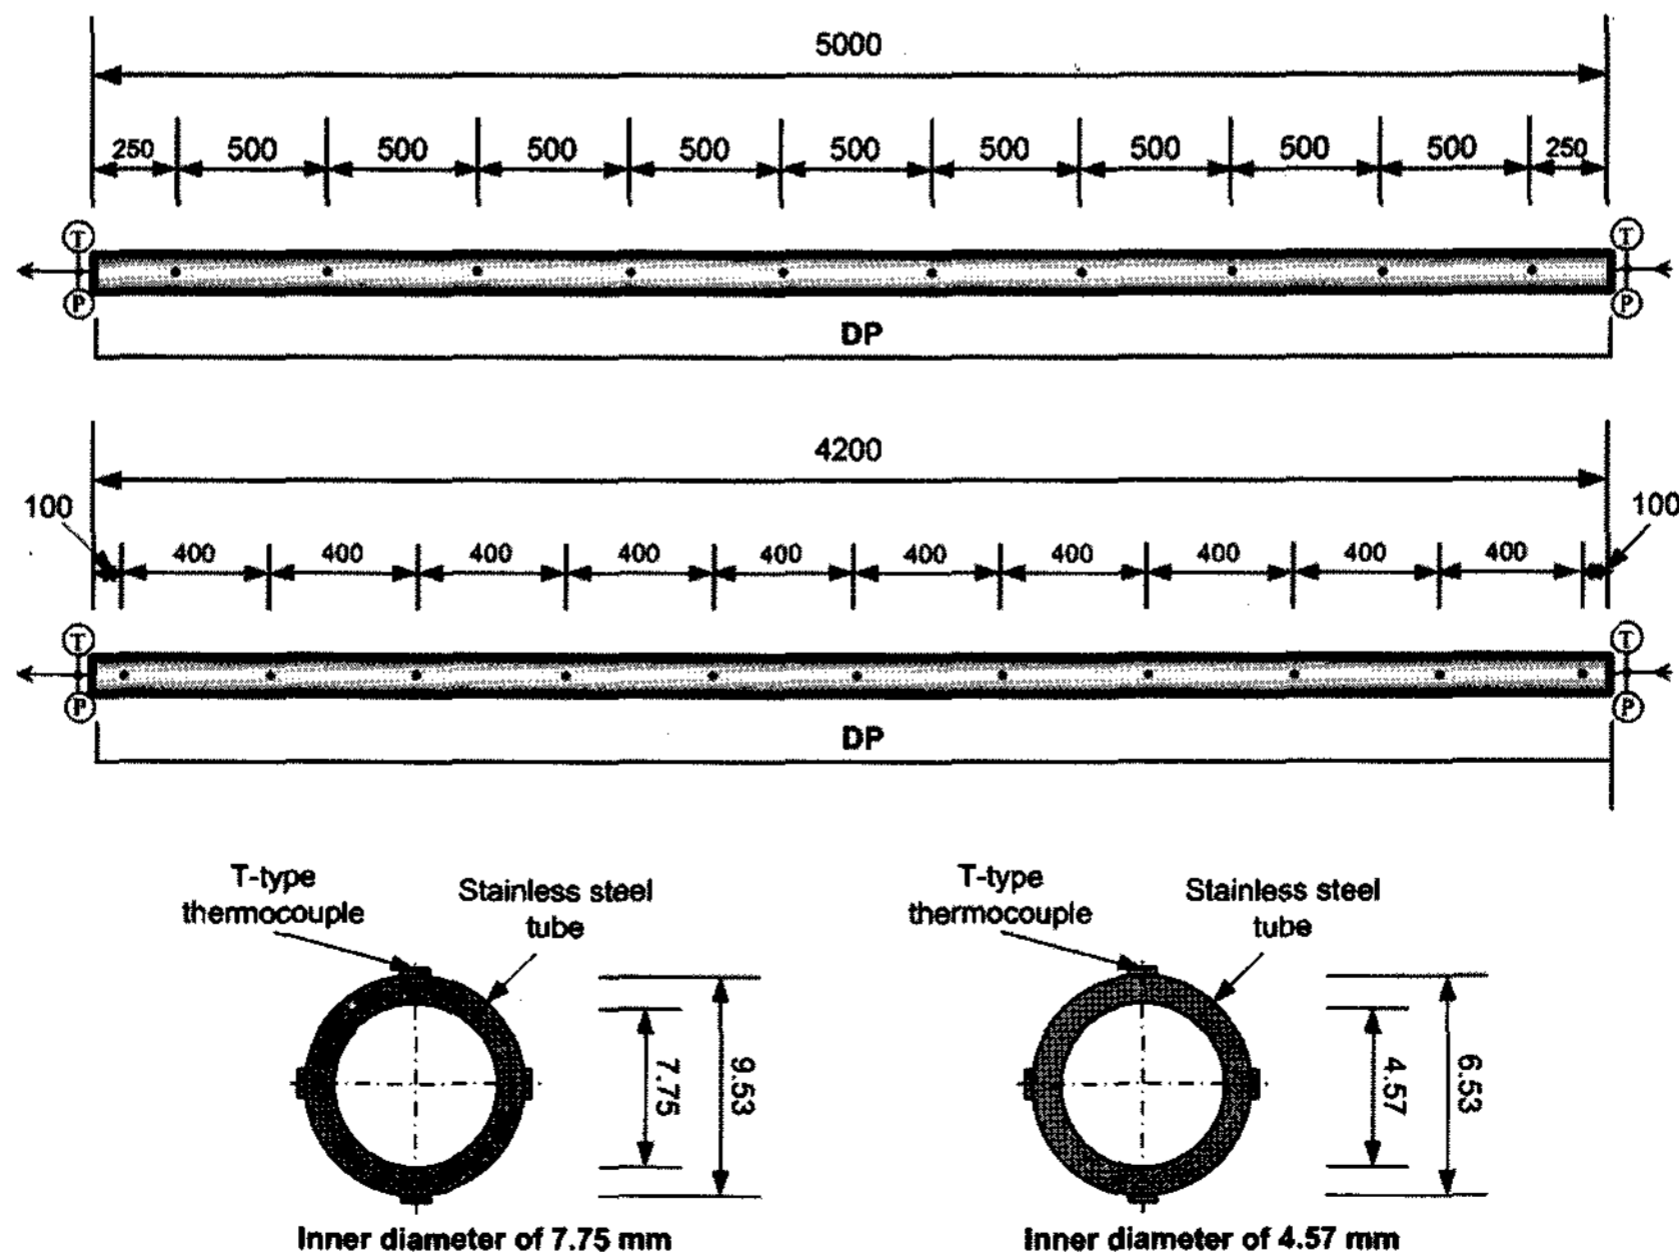 5000
250 500 500 500 500 500 500 500 500 500 250
T T
P P
DP
4200
100 100
400 400 400 400 400 400 400 400 400 400
T T
P P
DP
T-type
thermocouple
Stainless steel
tube
7.75
9.53
Inner diameter of 7.75 mm
T-type
thermocouple
Stainless steel
tube
4.57
6.53
Inner diameter of 4.57 mm